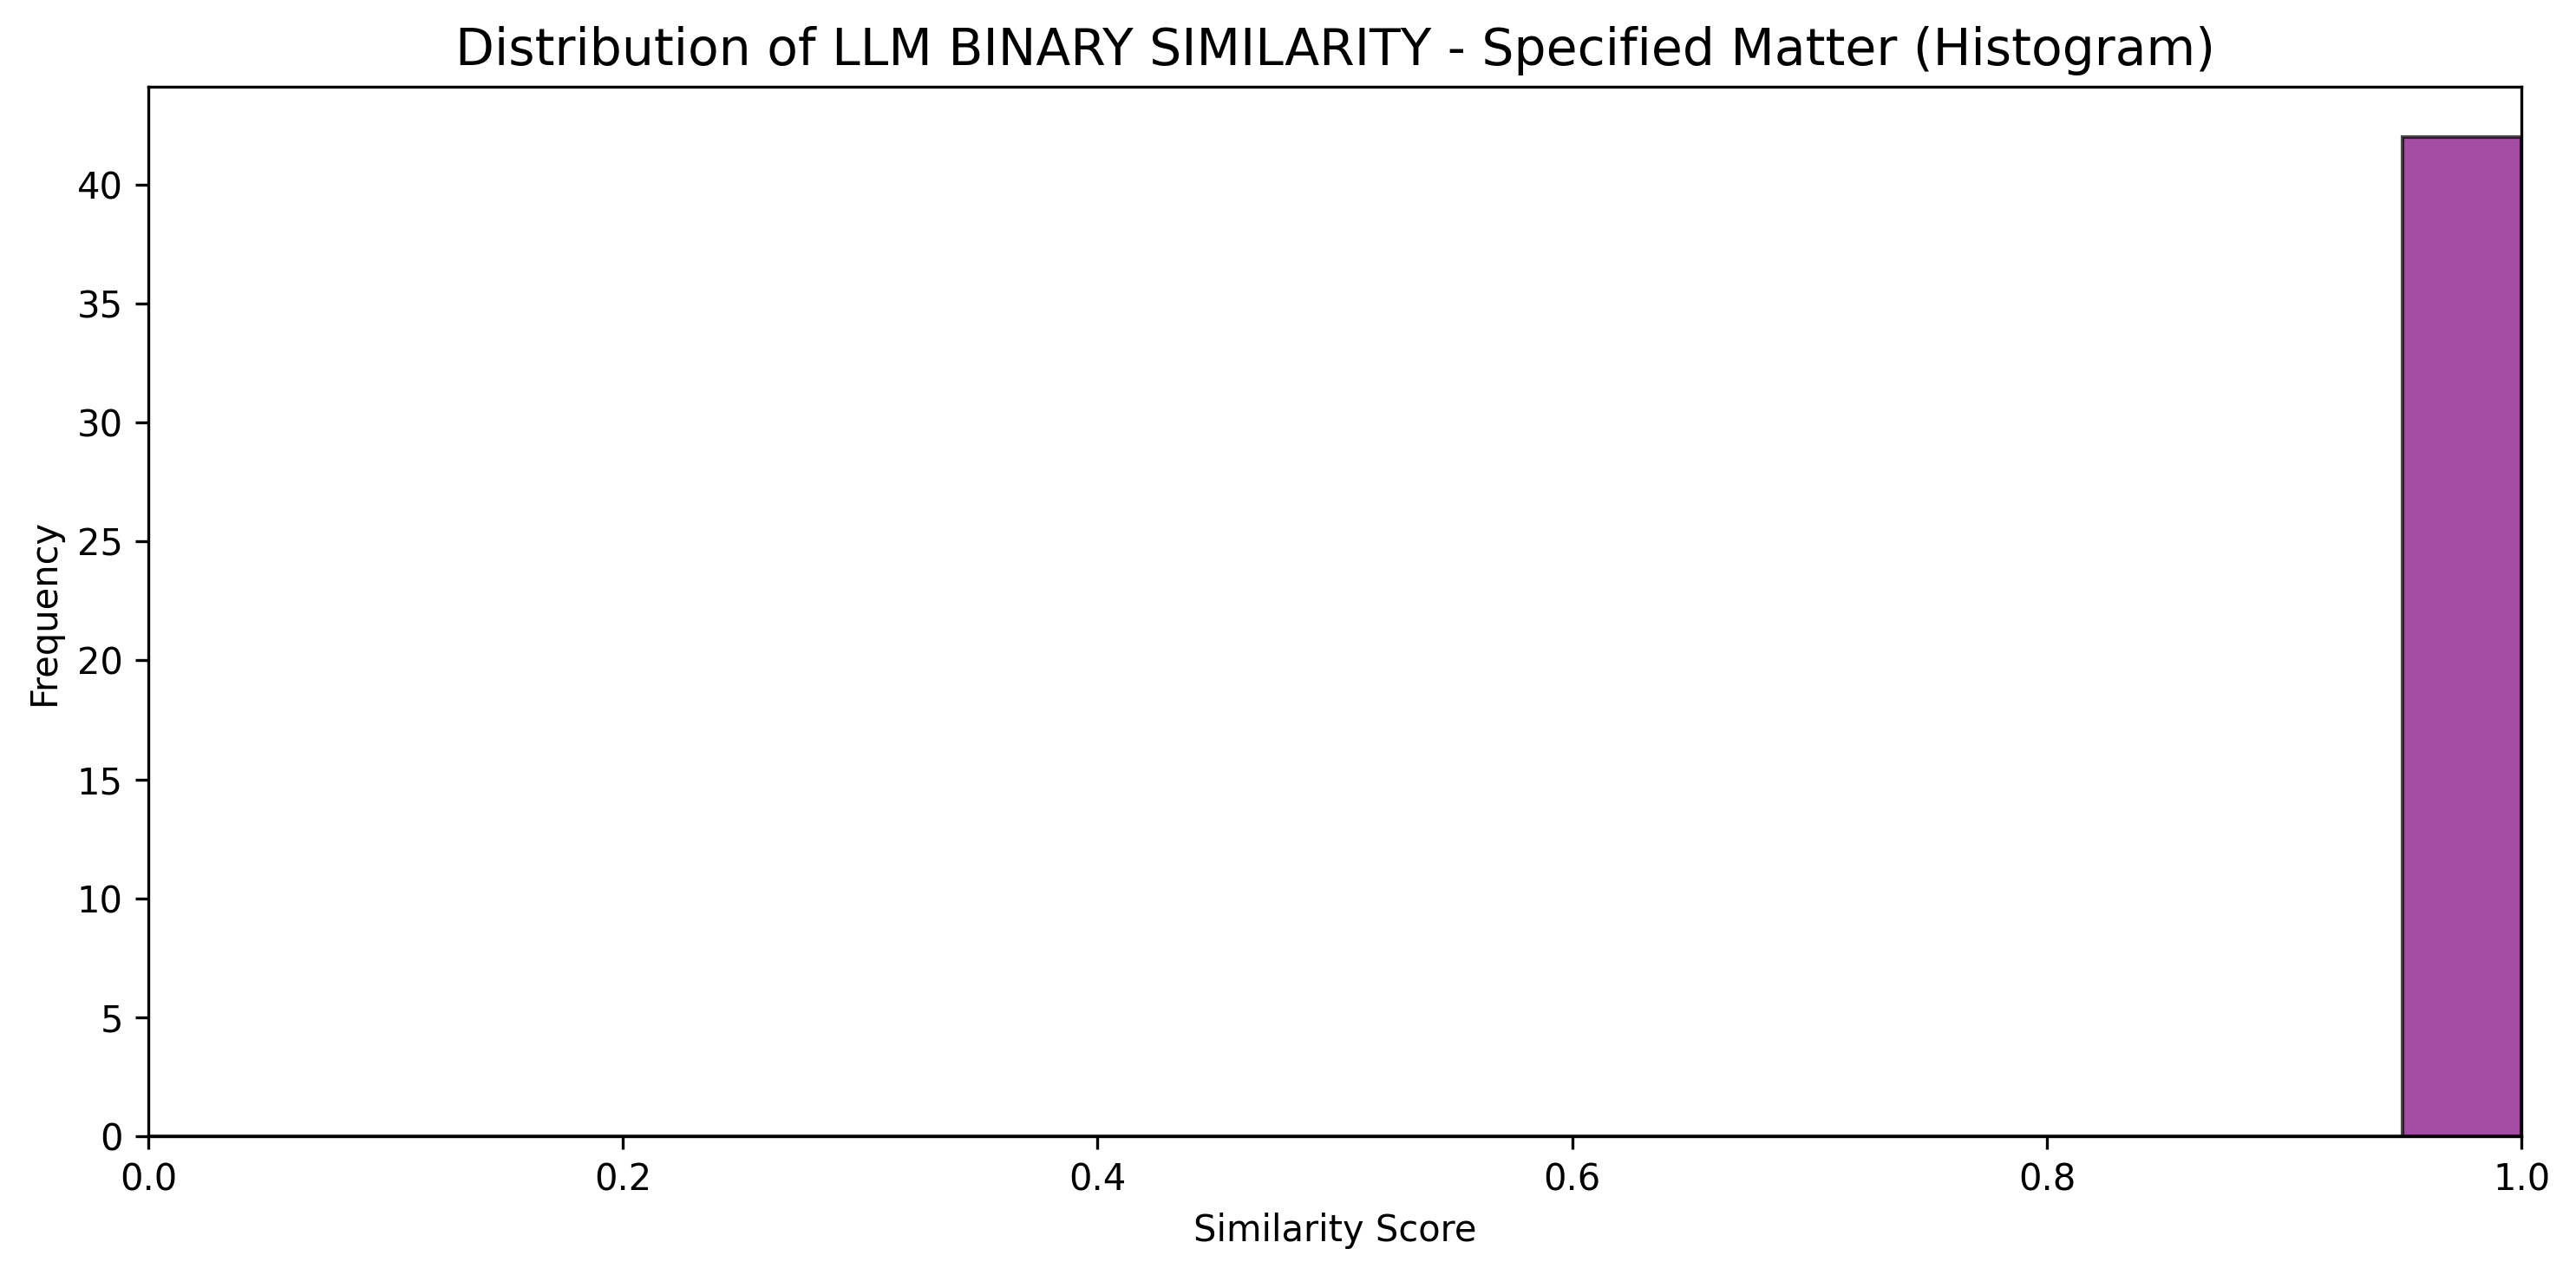 Distribution of LLM BINARY SIMILARITY - Specified Matter (Histogram)
Frequency
40
35
30
25
20
15
10
5
0
0.0 0.2 0.4 0.6 0.8 1.0
Similarity Score